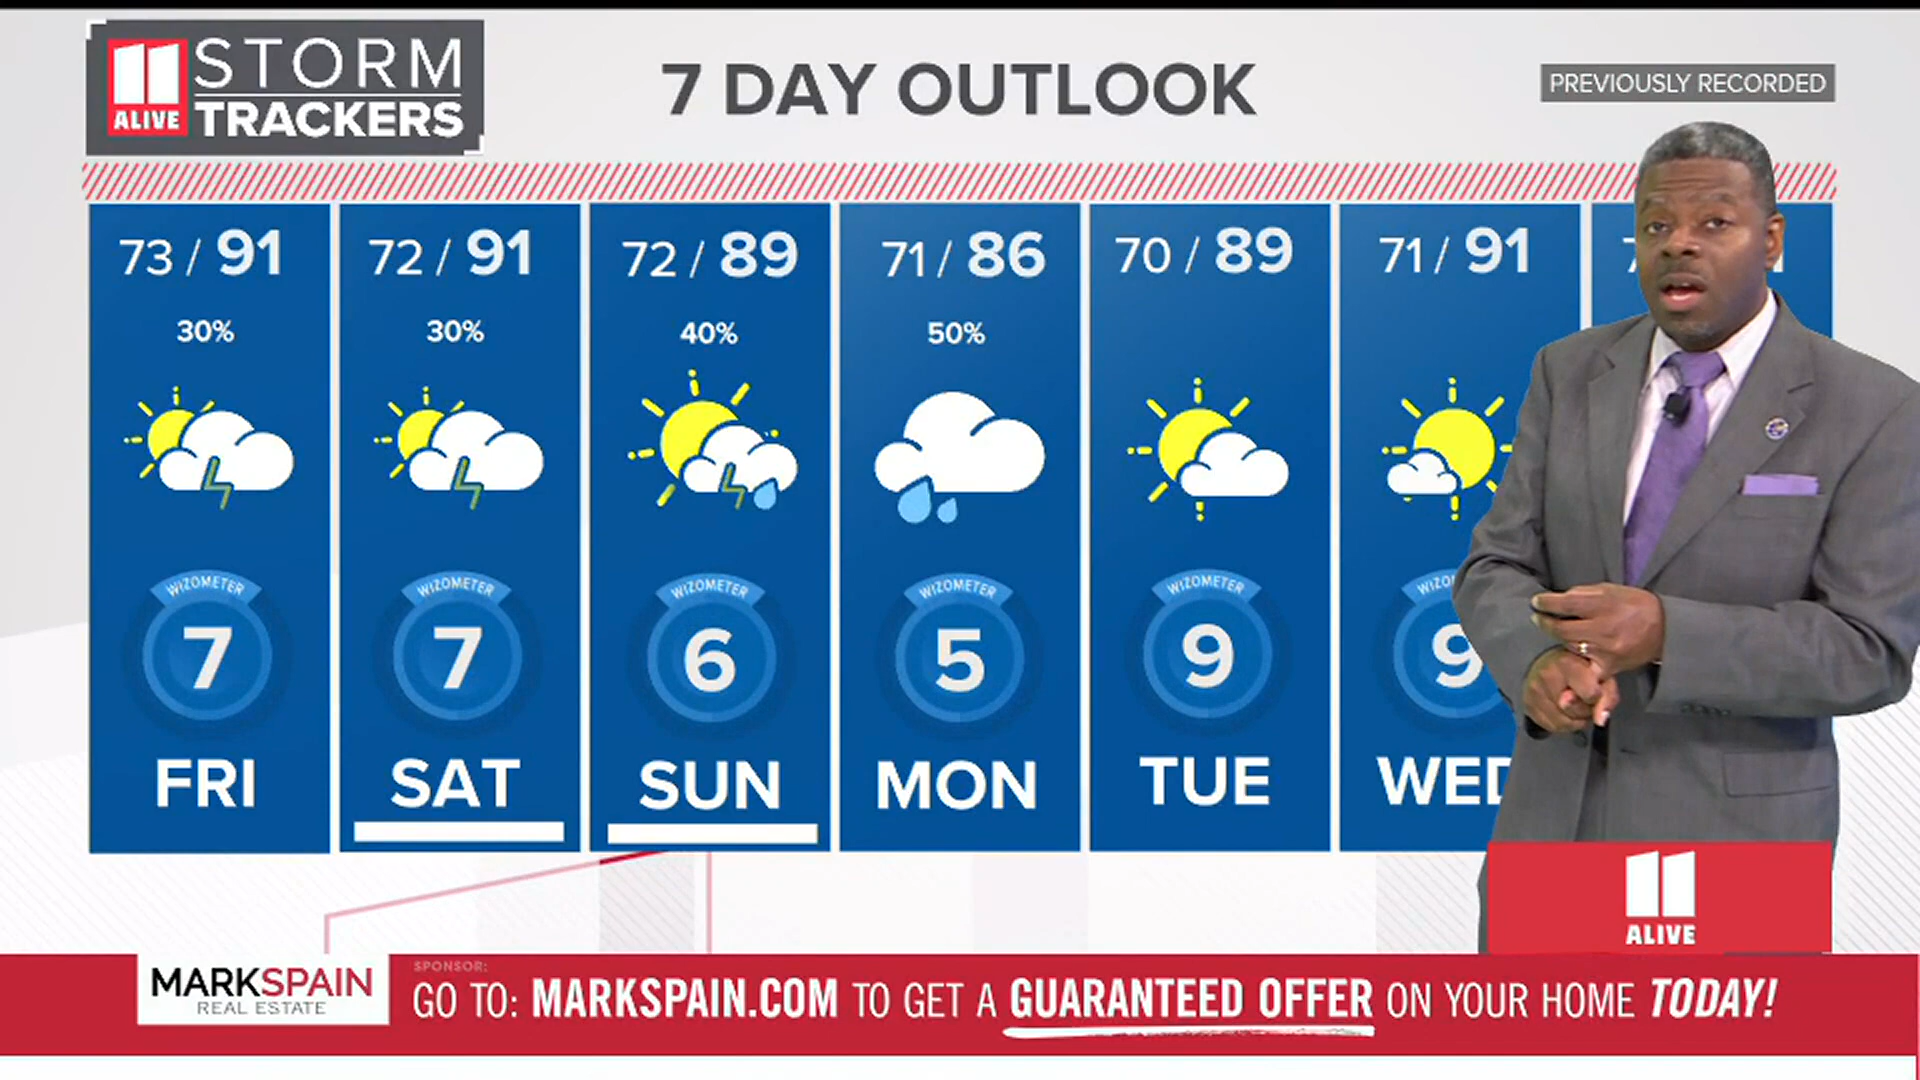 11 ALIVE STORM TRACKERS
7 DAY OUTLOOK
PREVIOUSLY RECORDED
73 / 91
30%
WIZOMETER
7
FRI
72 / 91
30%
WIZOMETER
7
SAT
72 / 89
40%
WIZOMETER
6
SUN
71 / 86
50%
WIZOMETER
5
MON
70 / 89
WIZOMETER
9
TUE
71 / 91
9
WED
11
ALIVE
MARKSPAIN
REAL ESTATE
SPONSOR:
GO TO: MARKSPAIN.COM TO GET A GUARANTEED OFFER ON YOUR HOME TODAY!